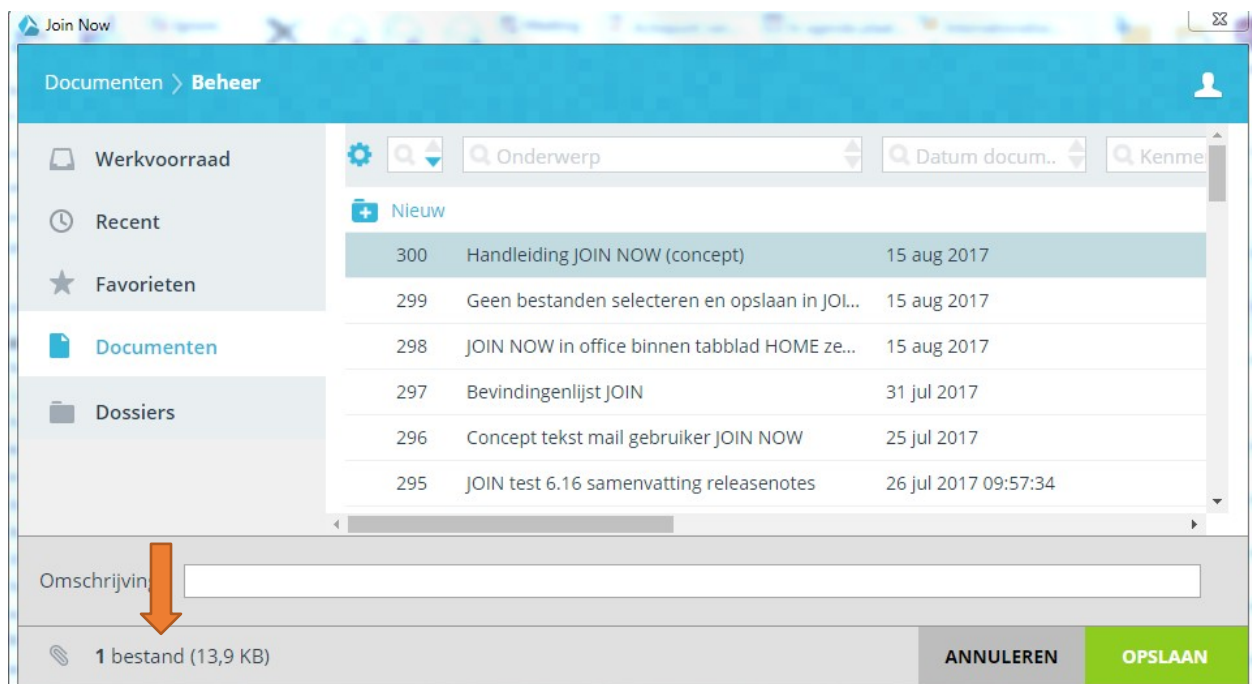 Join Now
Documenten > Beheer
Werkvoorraad
Recent
Favorieten
Documenten
Dossiers
Onderwerp
Datum docum..
Kenme
Nieuw
300 Handleiding JOIN NOW (concept) 15 aug 2017
299 Geen bestanden selecteren en opslaan in JOI... 15 aug 2017
298 JOIN NOW in office binnen tabblad HOME ze... 15 aug 2017
297 Bevindingenlijst JOIN 31 jul 2017
296 Concept tekst mail gebruiker JOIN NOW 25 jul 2017
295 JOIN test 6.16 samenvatting releasenotes 26 jul 2017 09:57:34
Omschrijving
1 bestand (13,9 KB)
ANNULEREN
OPSLAAN